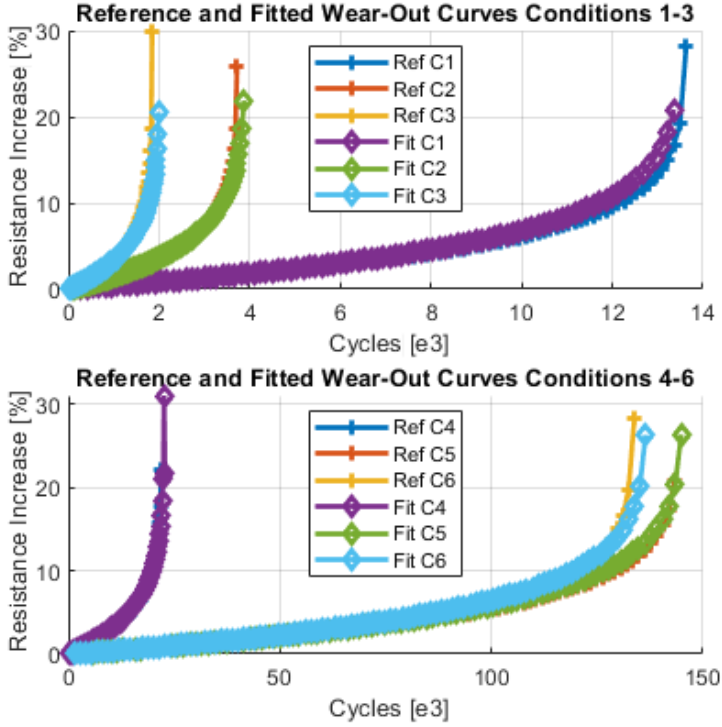 Reference and Fitted Wear-Out Curves Conditions 1-3
Resistance Increase [%]
30
20
10
0
Ref C1
Ref C2
Ref C3
Fit C1
Fit C2
Fit C3
0 2 4 6 8 10 12 14
Cycles [e3]
Reference and Fitted Wear-Out Curves Conditions 4-6
Resistance Increase [%]
30
20
10
0
Ref C4
Ref C5
Ref C6
Fit C4
Fit C5
Fit C6
0 50 100 150
Cycles [e3]